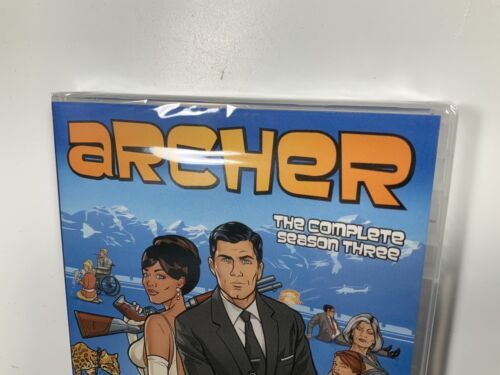 ARCHER
THE COMPLETE
SEASON THREE